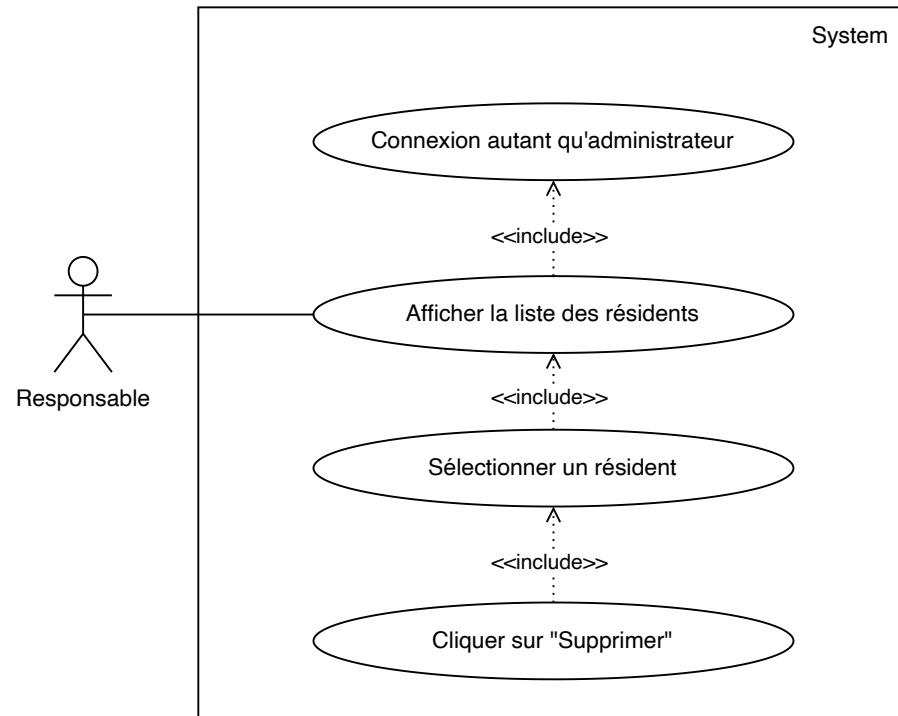 System
Connexion autant qu'administrateur
<<include>>
Afficher la liste des résidents
Responsable
<<include>>
Sélectionner un résident
<<include>>
Cliquer sur "Supprimer"